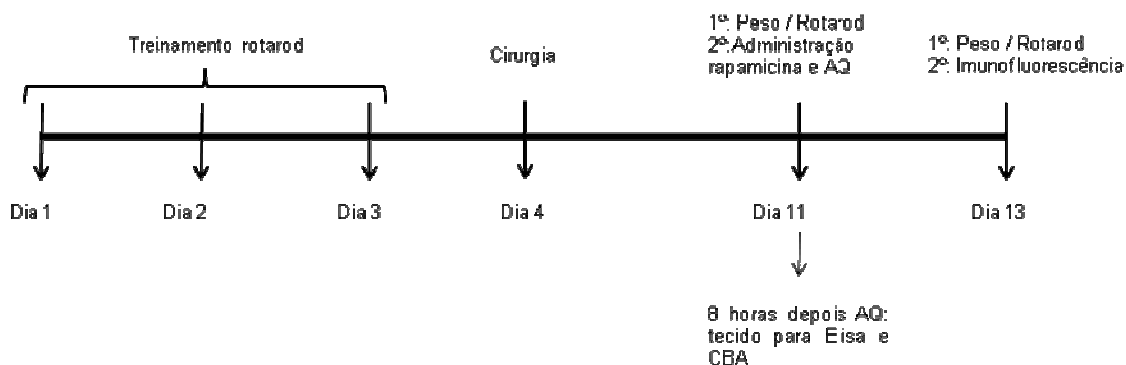 Treinamento rotarod
Cirurgia
1º: Peso / Rotarod
2º:Administração
rapamicina e AQ
1º: Peso / Rotarod
2º: Imunofluorescência
Dia 1
Dia 2
Dia 3
Dia 4
Dia 11
Dia 13
8 horas depois AQ:
tecido para Eisa e
CBA